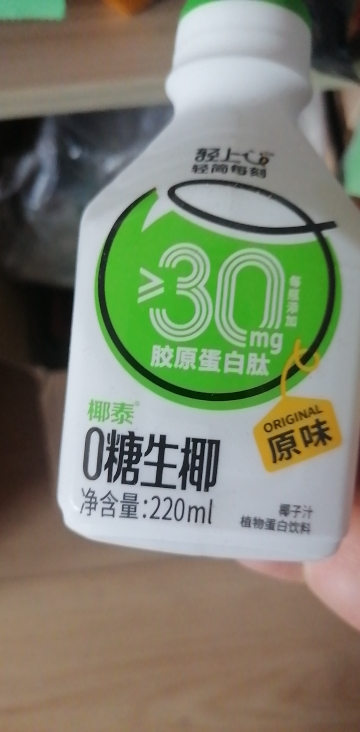 轻上
轻简每刻
≥30mg
每瓶添加
胶原蛋白肽
椰泰®
0糖生椰
ORIGINAL
原味
净含量:220ml
椰子汁
植物蛋白饮料